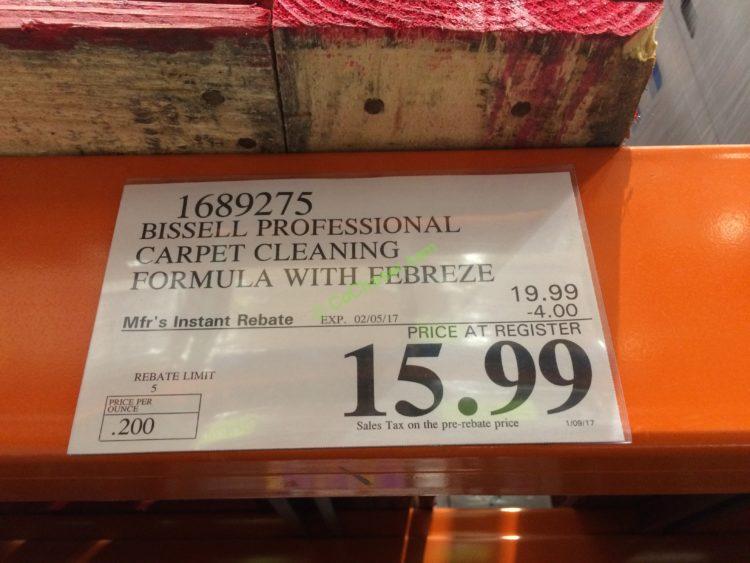 1689275
BISSELL PROFESSIONAL
CARPET CLEANING
FORMULA WITH FEBREZE
19.99
Mfr's Instant Rebate EXP. 02/05/17 -4.00
PRICE AT REGISTER
15.99
REBATE LIMIT
5
PRICE PER
OUNCE
.200
Sales Tax on the pre-rebate price
1/09/17